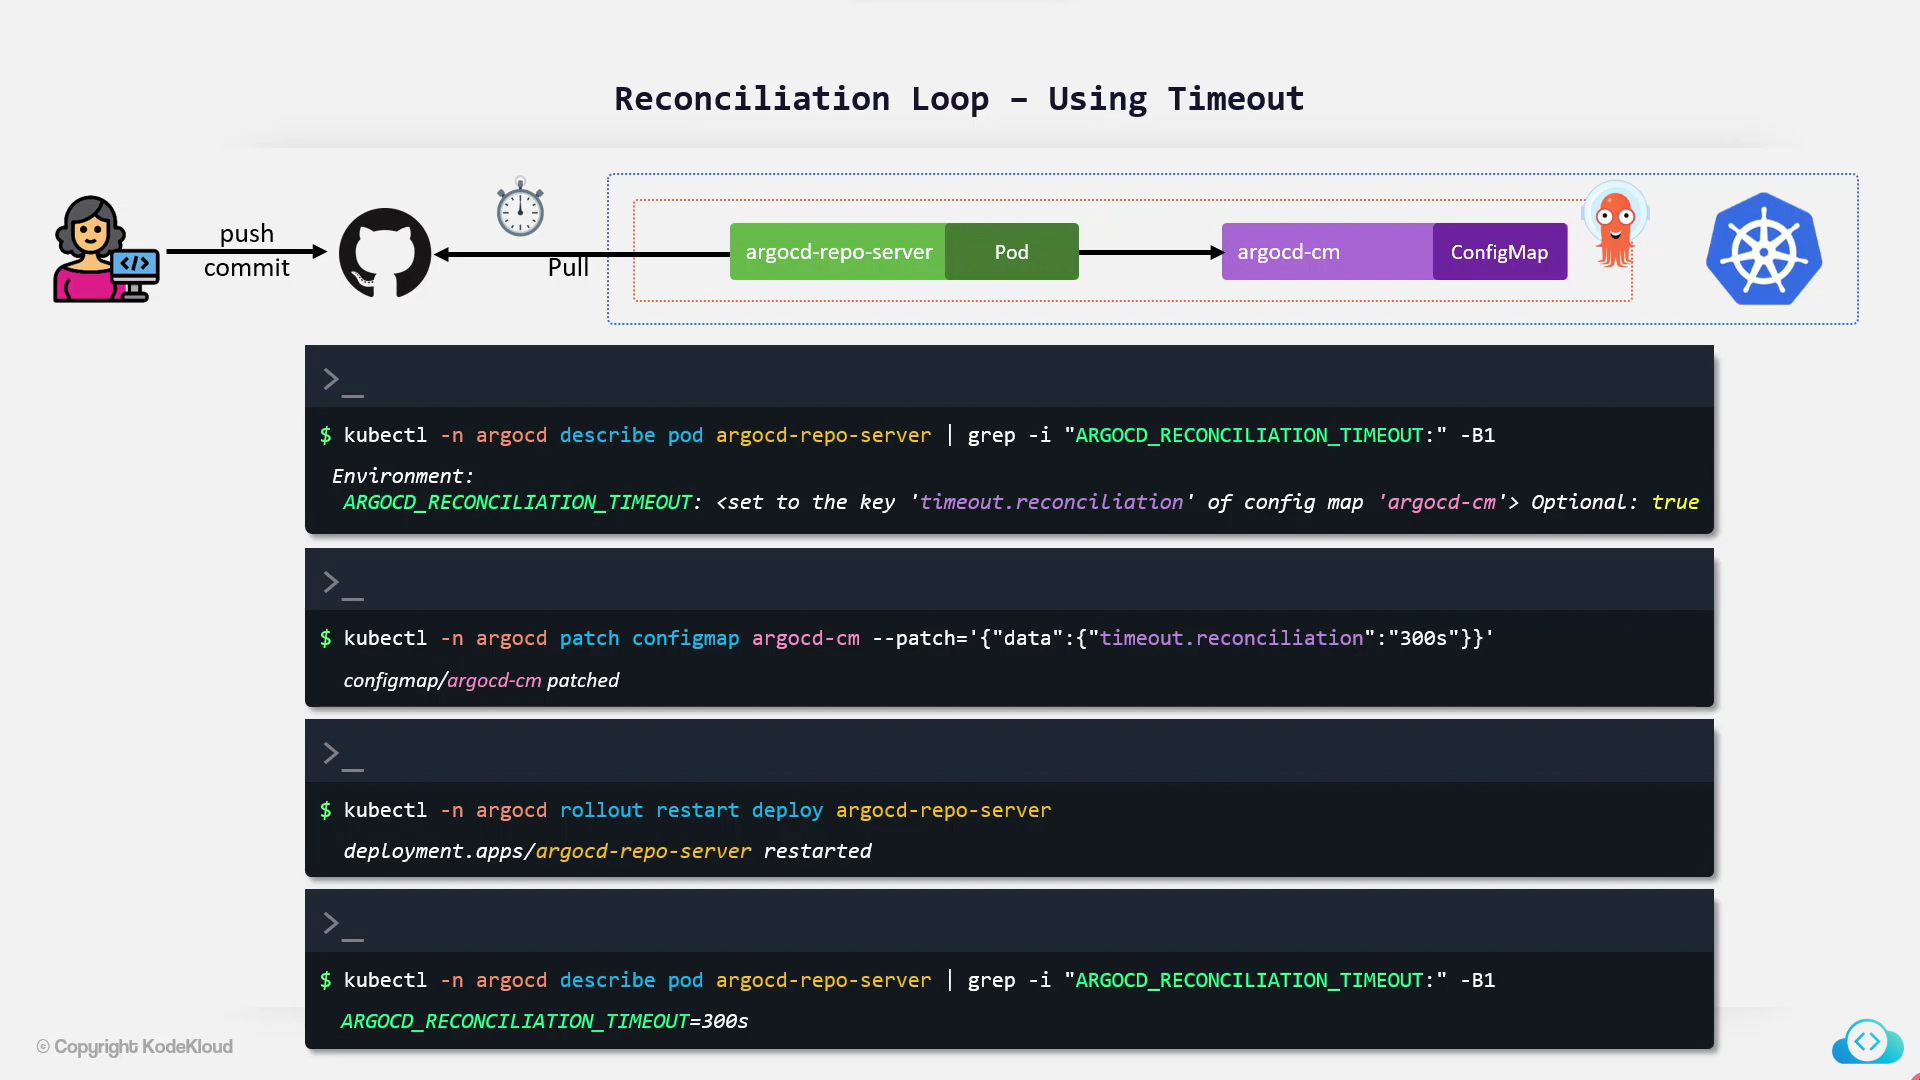 Reconciliation Loop – Using Timeout
push
commit
Pull
argocd-repo-server Pod
argocd-cm ConfigMap
</>
>_
$ kubectl -n argocd describe pod argocd-repo-server | grep -i "ARGOCD_RECONCILIATION_TIMEOUT:" -B1
Environment:
ARGOCD_RECONCILIATION_TIMEOUT: <set to the key 'timeout.reconciliation' of config map 'argocd-cm'> Optional: true
>_
$ kubectl -n argocd patch configmap argocd-cm --patch='{"data":{"timeout.reconciliation":"300s"}}'
configmap/argocd-cm patched
>_
$ kubectl -n argocd rollout restart deploy argocd-repo-server
deployment.apps/argocd-repo-server restarted
>_
$ kubectl -n argocd describe pod argocd-repo-server | grep -i "ARGOCD_RECONCILIATION_TIMEOUT:" -B1
ARGOCD_RECONCILIATION_TIMEOUT=300s
© Copyright KodeKloud